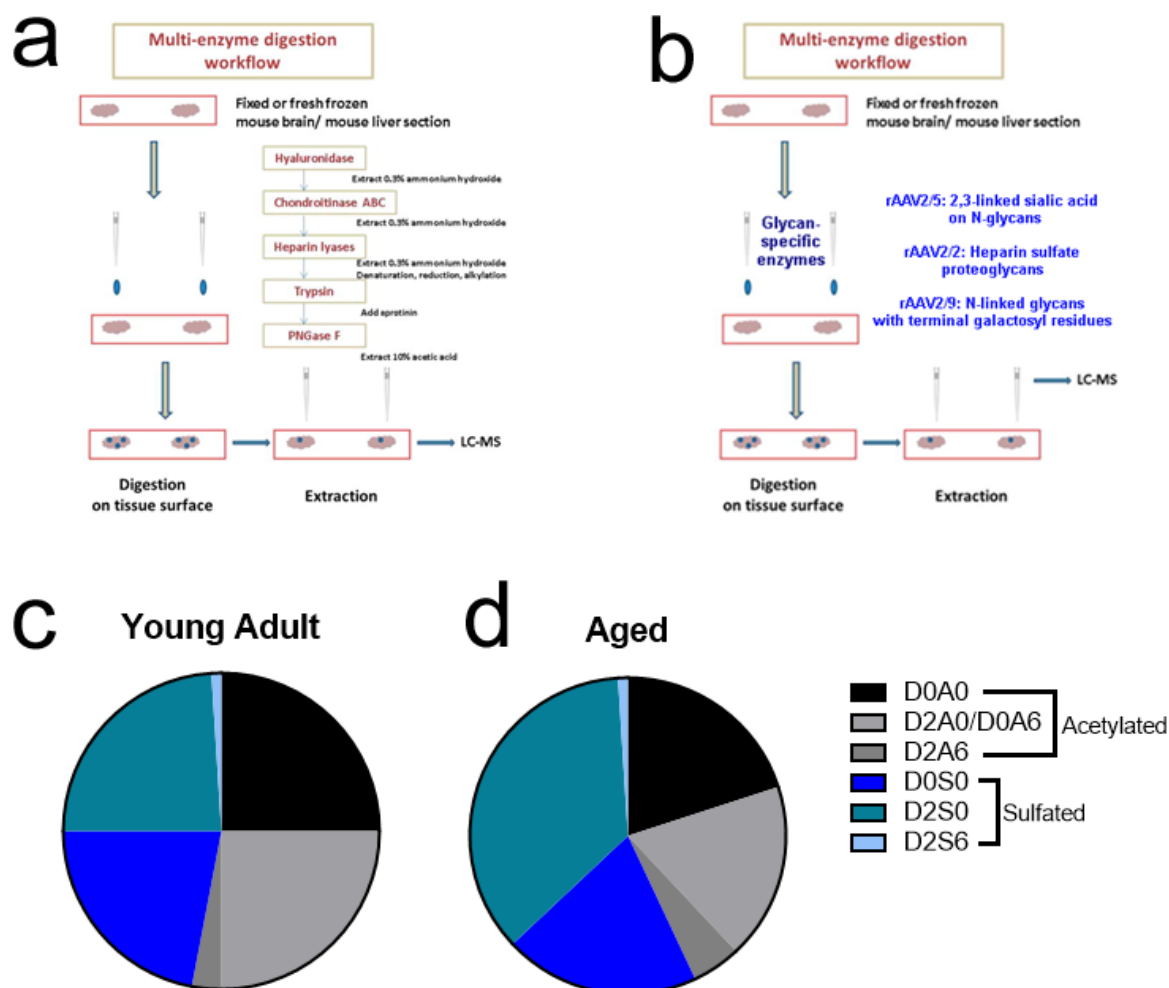 a
Multi-enzyme digestion
workflow
Fixed or fresh frozen
mouse brain/ mouse liver section
Hyaluronidase
Extract 0.3% ammonium hydroxide
Chondroitinase ABC
Extract 0.3% ammonium hydroxide
Heparin lyases
Extract 0.3% ammonium hydroxide
Denaturation, reduction, alkylation
Trypsin
Add aprotinin
PNGase F
Extract 10% acetic acid
LC-MS
Digestion
on tissue surface
Extraction
b
Multi-enzyme digestion
workflow
Fixed or fresh frozen
mouse brain/ mouse liver section
Glycan-
specific
enzymes
rAAV2/5: 2,3-linked sialic acid
on N-glycans
rAAV2/2: Heparin sulfate
proteoglycans
rAAV2/9: N-linked glycans
with terminal galactosyl residues
LC-MS
Digestion
on tissue surface
Extraction
c
Young Adult
d
Aged
D0A0
D2A0/D0A6
D2A6
Acetylated
D0S0
D2S0
D2S6
Sulfated